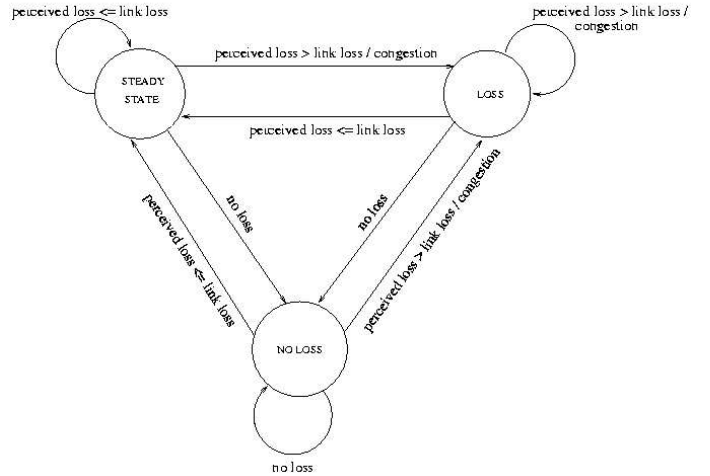 perceived loss <= link loss
perceived loss > link loss /
congestion
perceived loss > link loss / congestion
STEADY
STATE
LOSS
perceived loss <= link loss
no loss
no loss
perceived loss <= link loss
perceived loss > link loss / congestion
NO LOSS
no loss